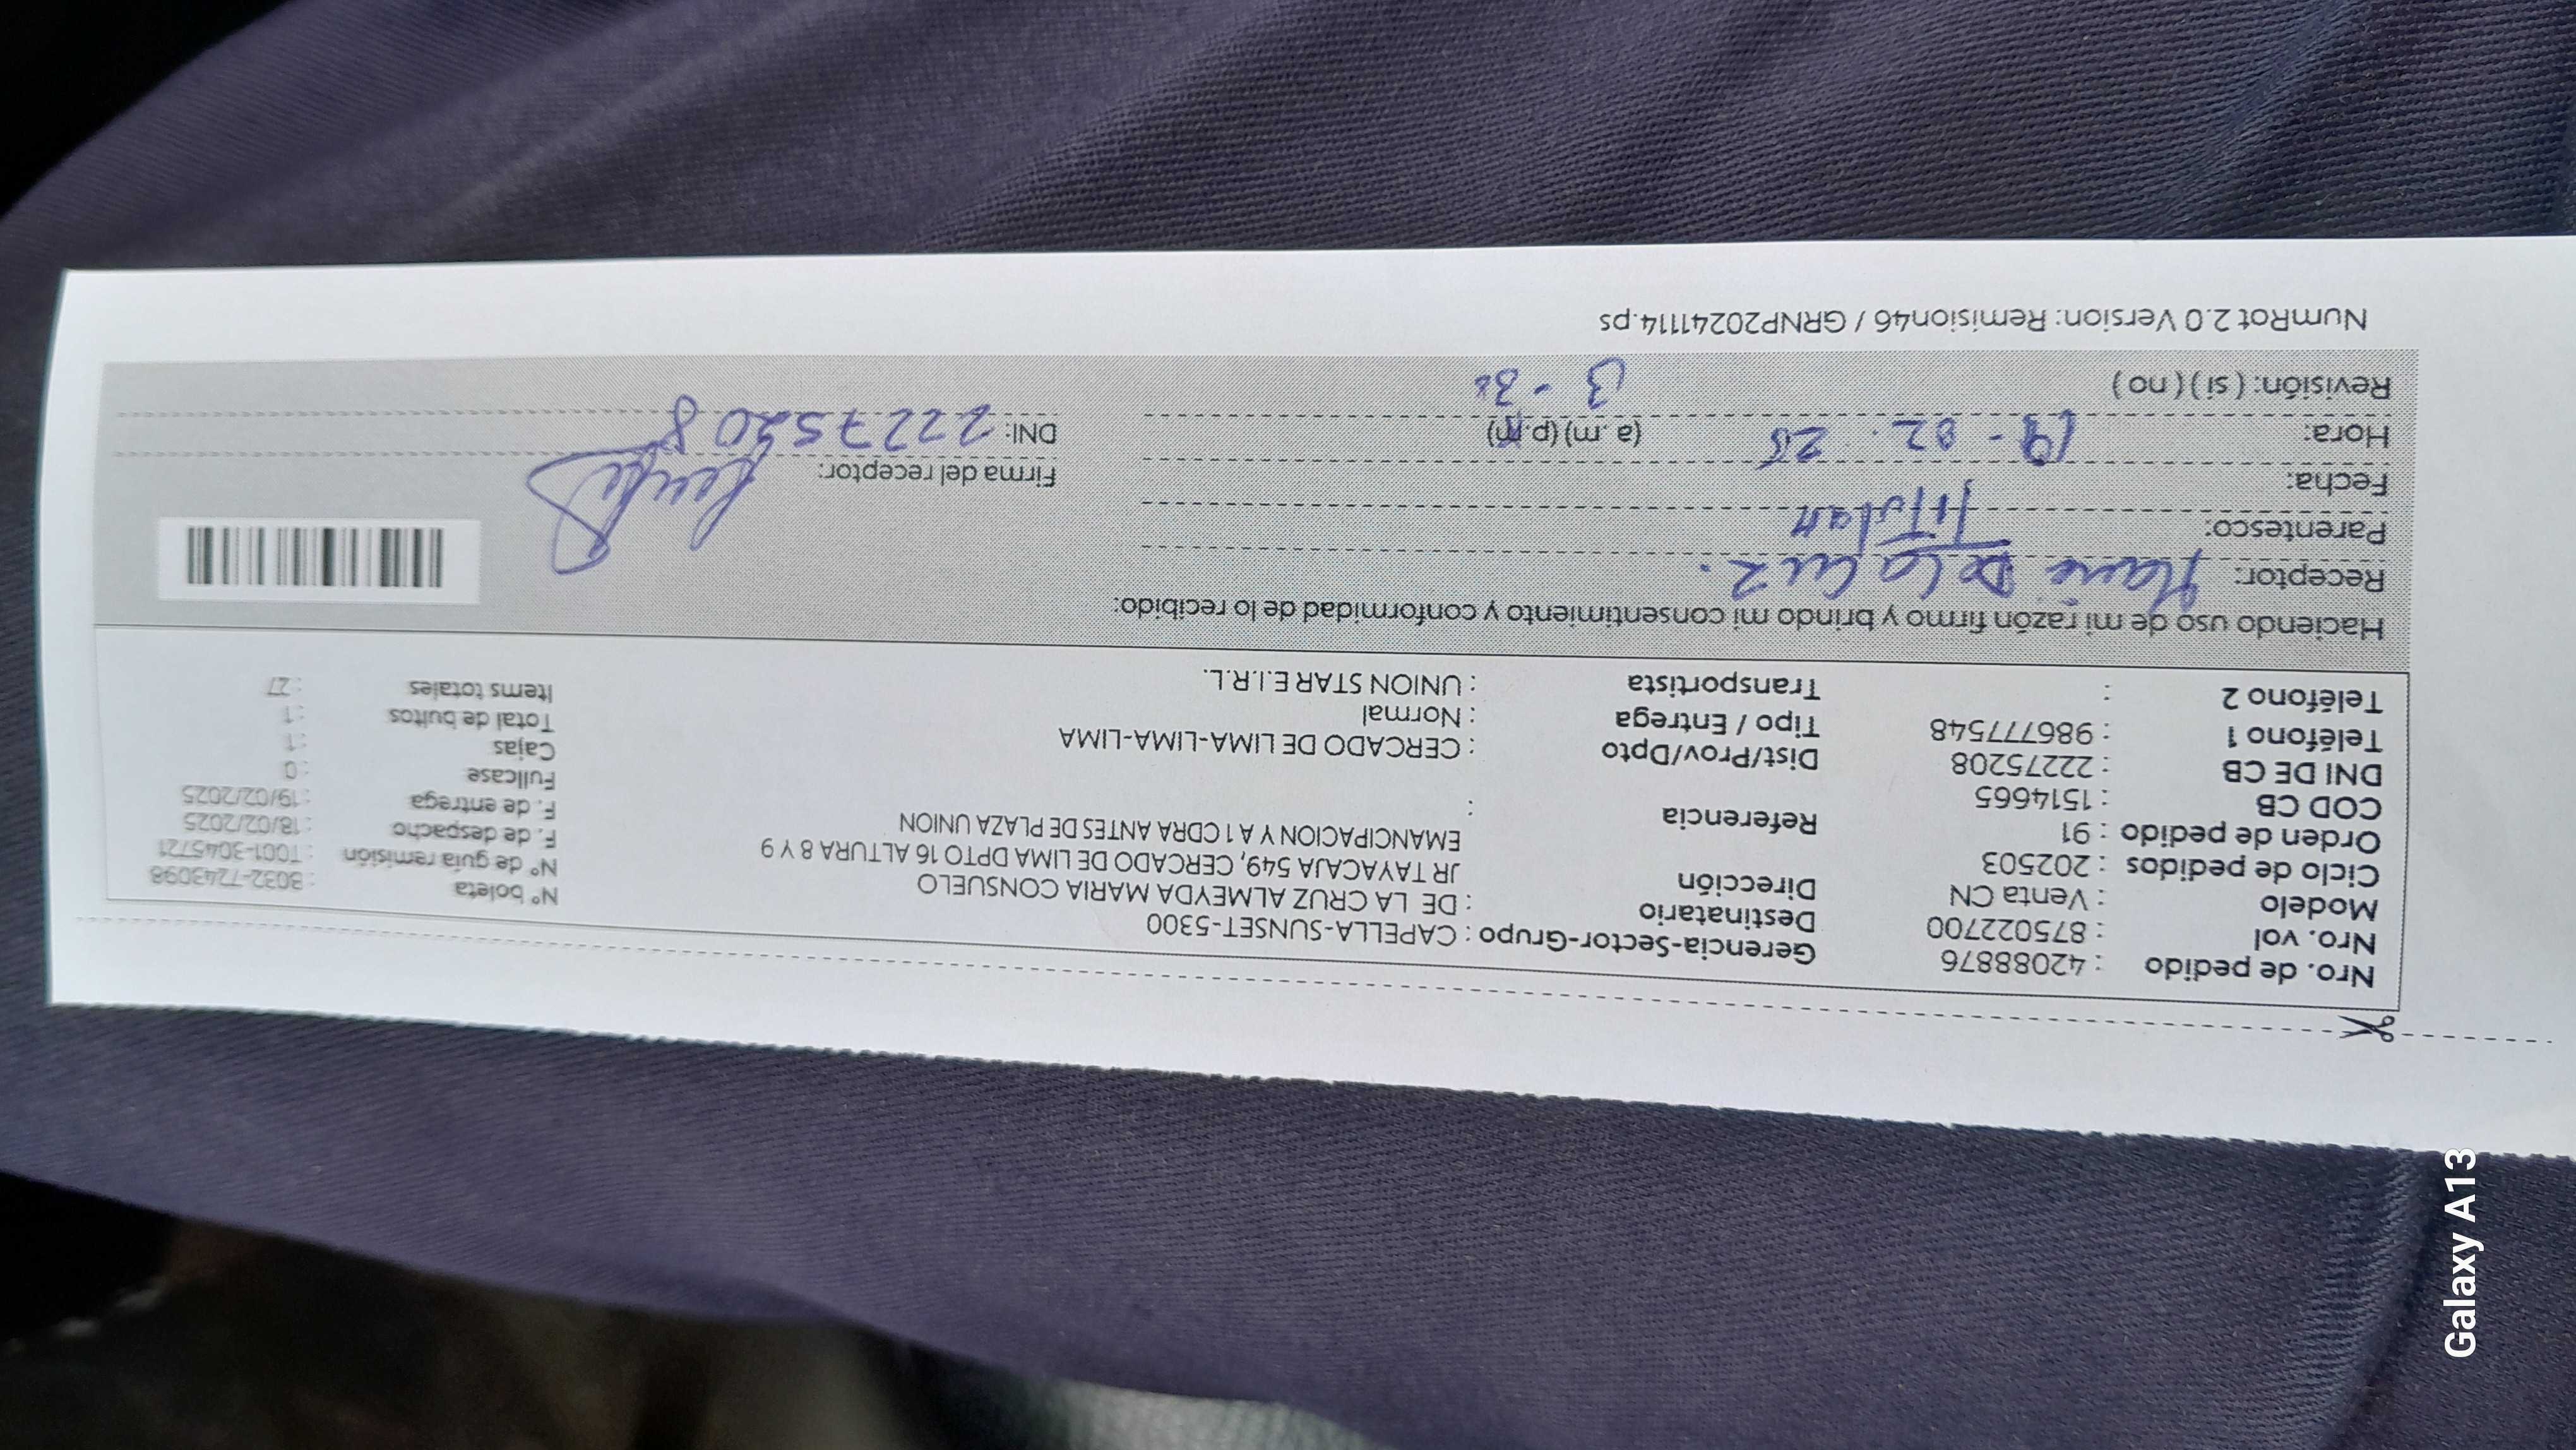 Nro. de pedido : 42088876
Nro. vol : 875022700
Modelo : Venta CN
Ciclo de pedidos : 202503
Orden de pedido : 91
COD CB : 1514665
DNI DE CB : 22275208
Teléfono 1 : 986777548
Teléfono 2 :
Gerencia-Sector-Grupo : CAPELLA-SUNSET-5300
Destinatario : DE LA CRUZ ALMEYDA MARIA CONSUELO
Dirección JR TAYACAJA 549, CERCADO DE LIMA DPTO 16 ALTURA 8 Y 9
EMANCIPACION Y A 1 CDRA ANTES DE PLAZA UNION
Referencia :
Dist/Prov/Dpto : CERCADO DE LIMA-LIMA-LIMA
Tipo / Entrega : Normal
Transportista : UNION STAR E.I.R.L.
N° boleta : B032-7243098
N° de guía remisión : T001-3045721
F. de despacho : 18/02/2025
F. de entrega : 19/02/2025
Fullcase : 0
Cajas : 1
Total de bultos : 1
Items totales : 27
Haciendo uso de mi razón firmo y brindo mi consentimiento y conformidad de lo recibido:
Receptor: De la Cruz.
Parentesco: Titular
Fecha: 19-02-25
Hora: 3-30 (a.m) (p.m)
Revisión: (si) (no)
Firma del receptor:
DNI: 22275208
NumRot 2.0 Version: Remision46 / GRNP20241114.ps
Galaxy A13